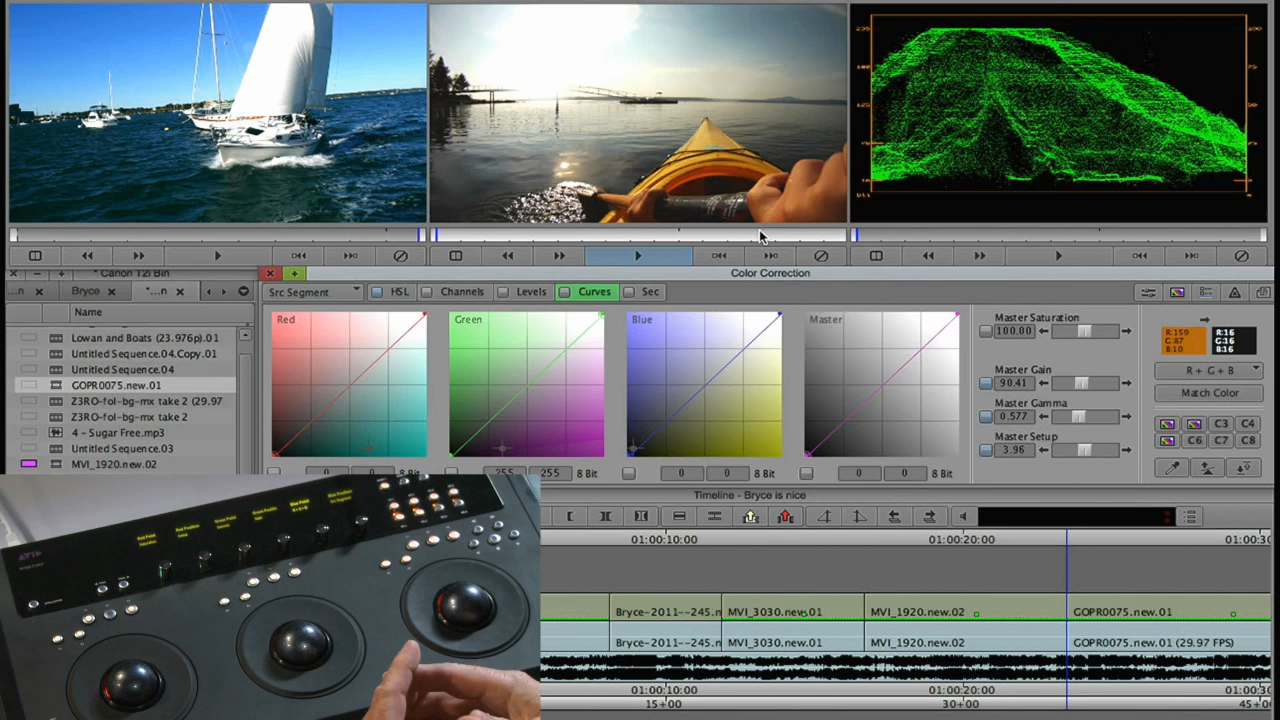 Color Correction
* Canon T2i Bin
...n
Bryce
*...n
Src Segment
HSL
Channels
Levels
Curves
Sec
Name
Lowan and Boats (23.976p).01
Untitled Sequence.04.Copy.01
Untitled Sequence.04
GOPR0075.new.01
Z3RO-fol-bg-mx take 2 (29.97
Z3RO-fol-bg-mx take 2
4 - Sugar Free.mp3
Untitled Sequence.03
MVI_1920.new.02
Red
Green
Blue
Master
0 0 8 Bit
255 255 8 Bit
0 0 8 Bit
0 0 8 Bit
Master Saturation
100.00
Master Gain
90.41
Master Gamma
0.577
Master Setup
3.96
R:159
G:87
B:10
R:16
G:16
B:16
R + G + B
Match Color
C3 C4
C6 C7 C8
Timeline - Bryce is nice
01:00:10:00 01:00:20:00 01:00:30
Bryce-2011--245.n MVI_3030.new.01 MVI_1920.new.02 GOPR0075.new.01
Bryce-2011--245.n MVI_3030.new.01 MVI_1920.new.02 GOPR0075.new.01 (29.97 FPS)
01:00:10:00 01:00:20:00 01:00:30
15+00 30+00 45+0
AVID